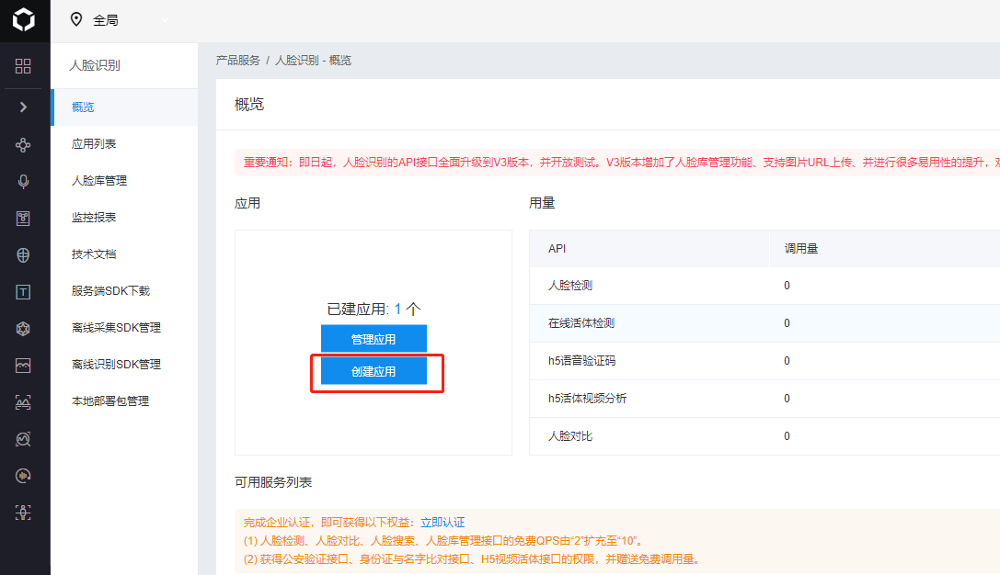 全局
人脸识别
概览
应用列表
人脸库管理
监控报表
技术文档
服务端SDK下载
离线采集SDK管理
离线识别SDK管理
本地部署包管理
产品服务 / 人脸识别 - 概览
概览
重要通知：即日起，人脸识别的API接口全面升级到V3版本，并开放测试。V3版本增加了人脸库管理功能、支持图片URL上传、并进行很多易用性的提升，
应用
已建应用: 1 个
管理应用
创建应用
用量
API 调用量
人脸检测 0
在线活体检测 0
h5语音验证码 0
h5活体视频分析 0
人脸对比 0
可用服务列表
完成企业认证，即可获得以下权益：立即认证
(1) 人脸检测、人脸对比、人脸搜索、人脸库管理接口的免费QPS由“2”扩充至“10”。
(2) 获得公安验证接口、身份证与名字比对接口、H5视频活体接口的权限，并赠送免费调用量。